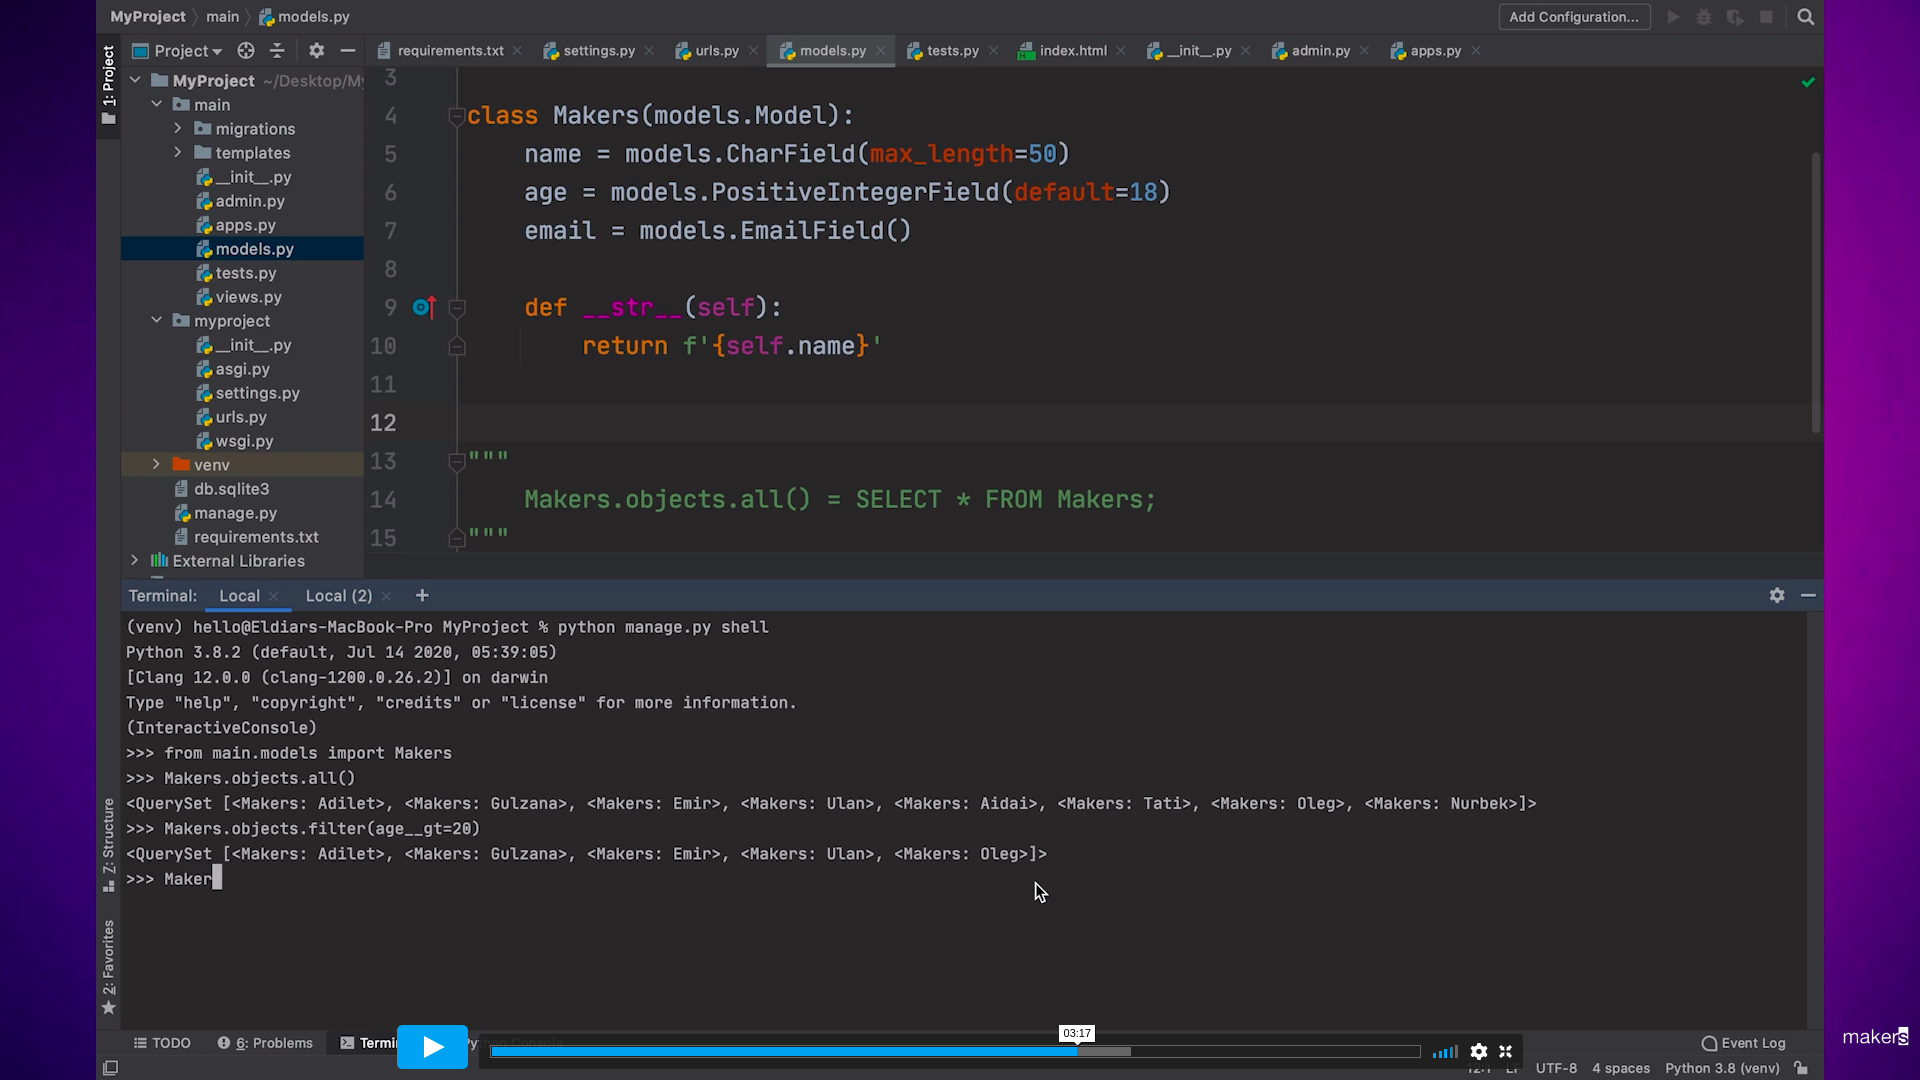 MyProject main models.py
Add Configuration...
1: Project
Project
requirements.txt settings.py urls.py models.py tests.py index.html __init__.py admin.py apps.py
MyProject ~/Desktop/My
main
migrations
templates
__init__.py
admin.py
apps.py
models.py
tests.py
views.py
myproject
__init__.py
asgi.py
settings.py
urls.py
wsgi.py
venv
db.sqlite3
manage.py
requirements.txt
External Libraries
3
4 class Makers(models.Model):
5 name = models.CharField(max_length=50)
6 age = models.PositiveIntegerField(default=18)
7 email = models.EmailField()
8
9 def __str__(self):
10 return f'{self.name}'
11
12
13 """
14 Makers.objects.all() = SELECT * FROM Makers;
15 """
Terminal: Local Local (2) +
(venv) hello@Eldiars-MacBook-Pro MyProject % python manage.py shell
Python 3.8.2 (default, Jul 14 2020, 05:39:05)
[Clang 12.0.0 (clang-1200.0.26.2)] on darwin
Type "help", "copyright", "credits" or "license" for more information.
(InteractiveConsole)
>>> from main.models import Makers
>>> Makers.objects.all()
<QuerySet [<Makers: Adilet>, <Makers: Gulzana>, <Makers: Emir>, <Makers: Ulan>, <Makers: Aidai>, <Makers: Tati>, <Makers: Oleg>, <Makers: Nurbek>]>
>>> Makers.objects.filter(age__gt=20)
<QuerySet [<Makers: Adilet>, <Makers: Gulzana>, <Makers: Emir>, <Makers: Ulan>, <Makers: Oleg>]>
>>> Maker
Z: Structure
2: Favorites
TODO 6: Problems Termi
03:17
Event Log
UTF-8 4 spaces Python 3.8 (venv)
makers